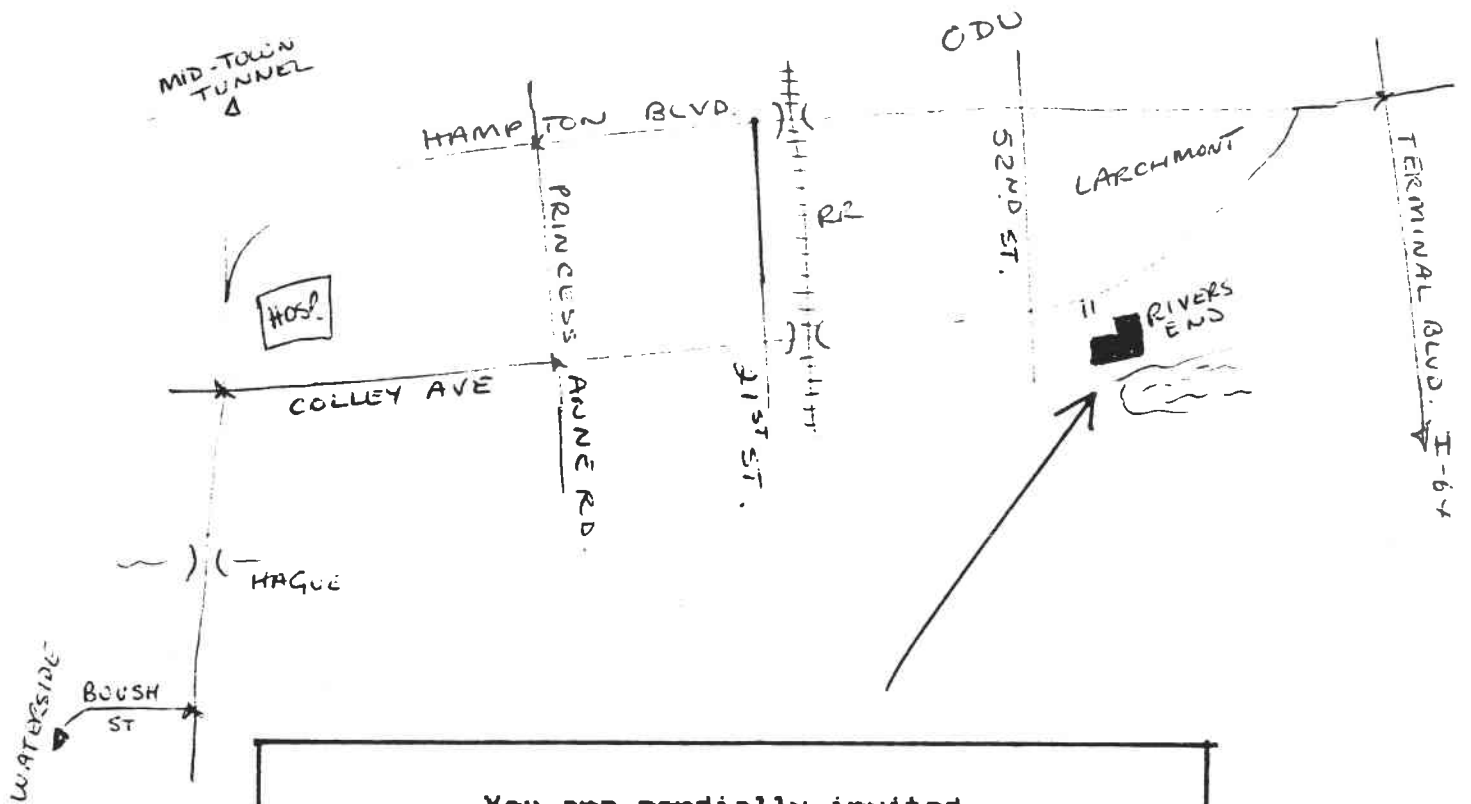 ODU
MID-TOWN
TUNNEL
HAMPTON BLVD.
52ND ST.
LARCHMONT
TERMINAL BLVD.
I-64
PRINCESS ANNE RD.
RR
HOSP.
RIVERS
END
COLLEY AVE
21ST ST.
HAGUE
WATERSIDE
BOUSH
ST
You are cordially invited